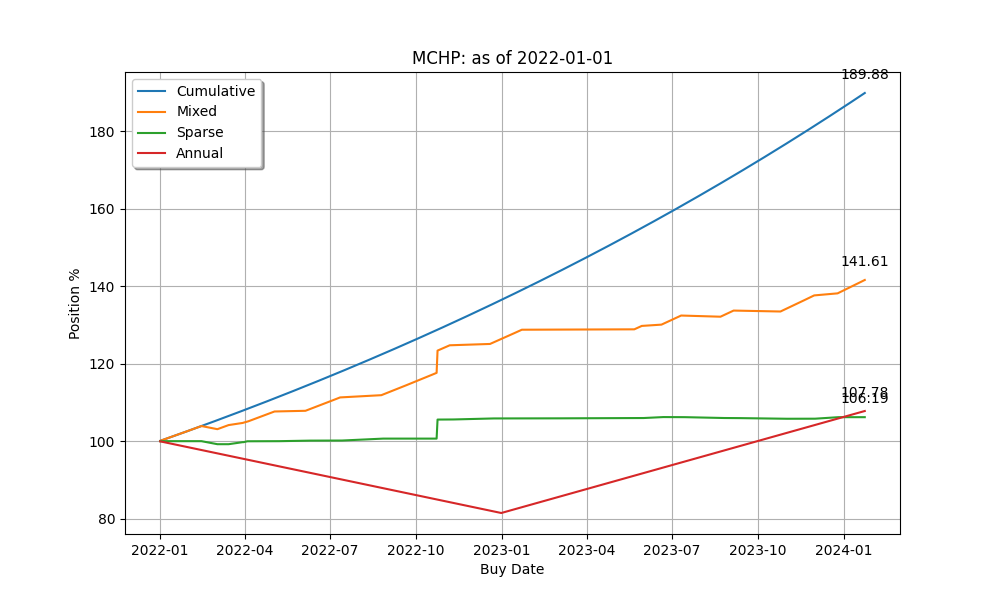 MCHP: as of 2022-01-01
Cumulative
Mixed
Sparse
Annual
189.88
141.61
107.78
106.19
Position %
180
160
140
120
100
80
2022-01 2022-04 2022-07 2022-10 2023-01 2023-04 2023-07 2023-10 2024-01
Buy Date